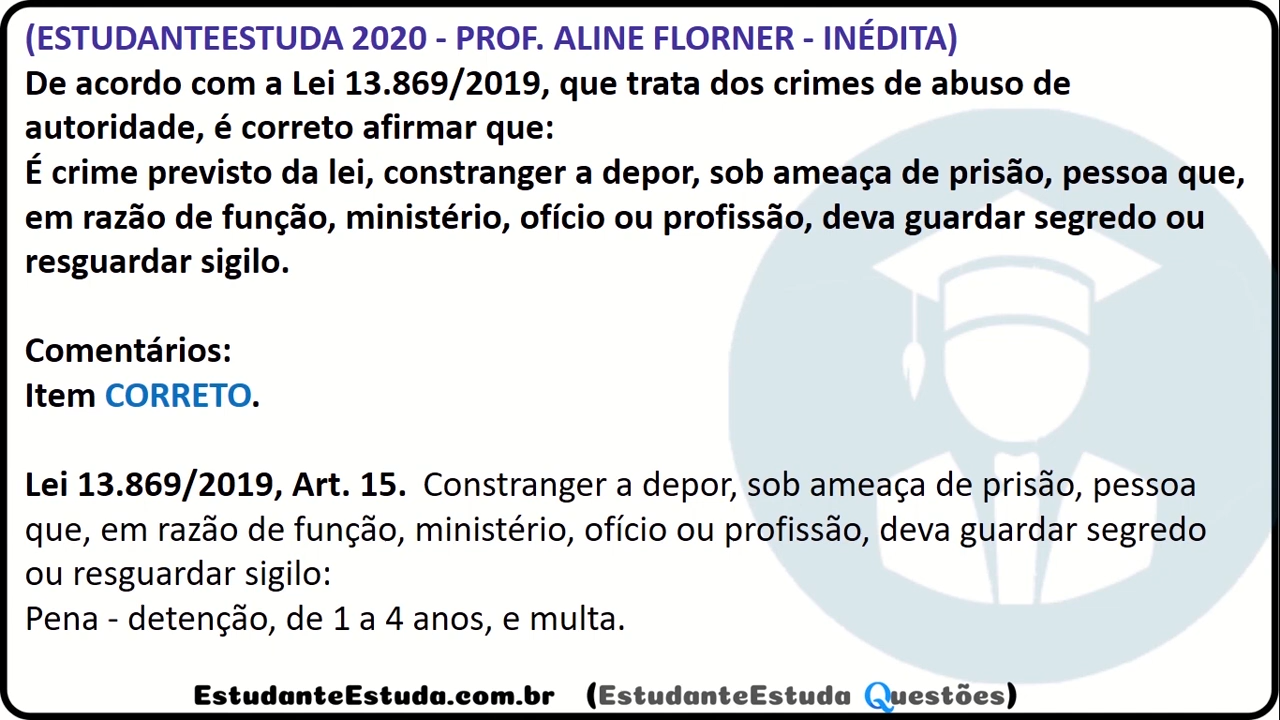 (ESTUDANTEESTUDA 2020 - PROF. ALINE FLORNER - INÉDITA)
De acordo com a Lei 13.869/2019, que trata dos crimes de abuso de
autoridade, é correto afirmar que:
É crime previsto da lei, constranger a depor, sob ameaça de prisão, pessoa que,
em razão de função, ministério, ofício ou profissão, deva guardar segredo ou
resguardar sigilo.
Comentários:
Item CORRETO.
Lei 13.869/2019, Art. 15.  Constranger a depor, sob ameaça de prisão, pessoa
que, em razão de função, ministério, ofício ou profissão, deva guardar segredo
ou resguardar sigilo:
Pena - detenção, de 1 a 4 anos, e multa.
EstudanteEstuda.com.br (EstudanteEstuda Questões)